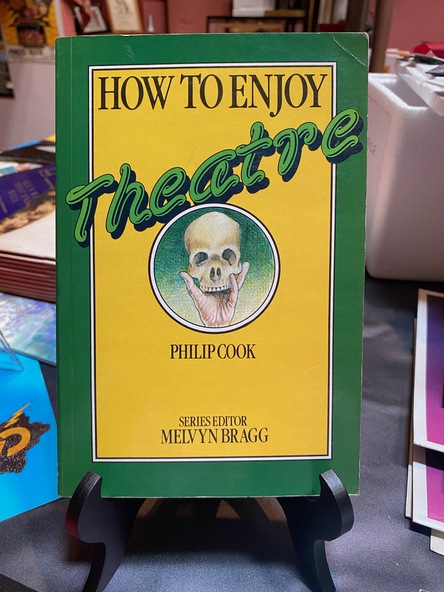 HOW TO ENJOY
Theatre
PHILIP COOK
SERIES EDITOR
MELVYN BRAGG